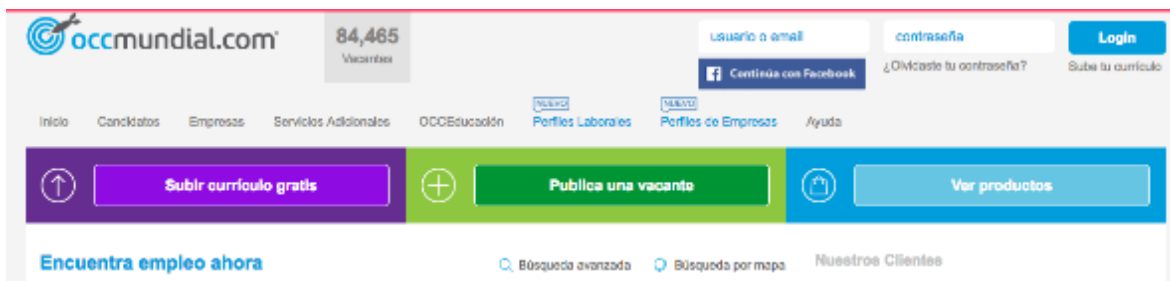 occmundial.com
84,465
Vacantes
usuario o email
contraseña
Login
Continúa con Facebook
¿Olvidaste tu contraseña?
Sube tu currículo
Inicio
Candidatos
Empresas
Servicios Adicionales
OCCEducación
NUEVO
Perfiles Laborales
NUEVO
Perfiles de Empresas
Ayuda
Subir currículo gratis
Publica una vacante
Ver productos
Encuentra empleo ahora
Búsqueda avanzada
Búsqueda por mapa
Nuestros Clientes